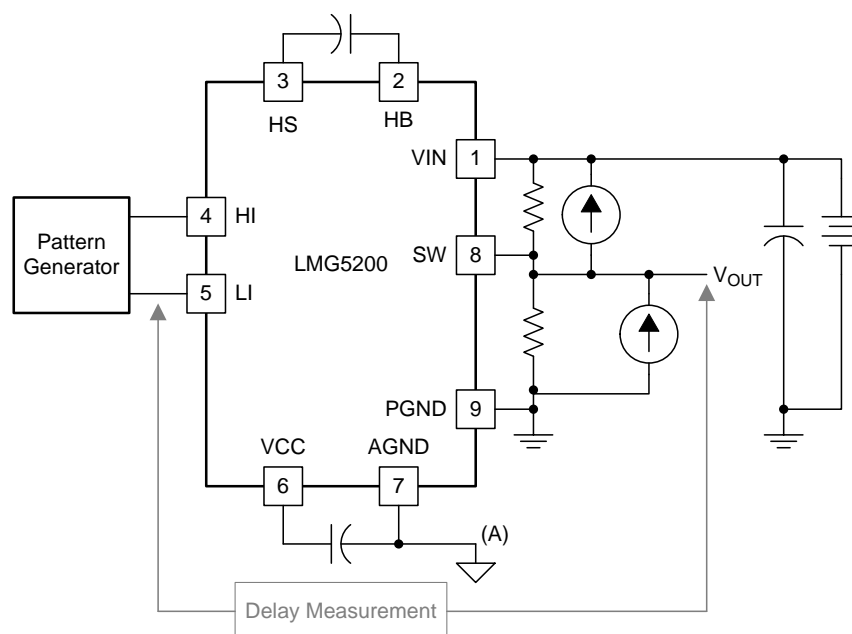 3
2
HS
HB
VIN
1
4
HI
Pattern
Generator
LMG5200
SW
8
V_OUT
5
LI
PGND
9
VCC
AGND
6
7
(A)
Delay Measurement